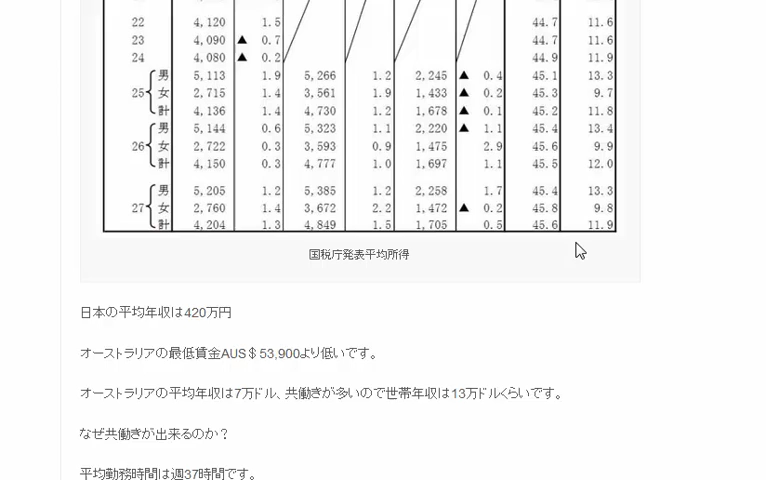 22 4,120 1.5 44.7 11.6
23 4,090 ▲ 0.7 44.7 11.6
24 4,080 ▲ 0.2 44.9 11.9
男 5,113 1.9 5,266 1.2 2,245 ▲ 0.4 45.1 13.3
25 女 2,715 1.4 3,561 1.9 1,433 ▲ 0.2 45.3 9.7
計 4,136 1.4 4,730 1.2 1,678 ▲ 0.1 45.2 11.8
男 5,144 0.6 5,323 1.1 2,220 ▲ 1.1 45.4 13.4
26 女 2,722 0.3 3,593 0.9 1,475 2.9 45.6 9.9
計 4,150 0.3 4,777 1.0 1,697 1.1 45.5 12.0
男 5,205 1.2 5,385 1.2 2,258 1.7 45.4 13.3
27 女 2,760 1.4 3,672 2.2 1,472 ▲ 0.2 45.8 9.8
計 4,204 1.3 4,849 1.5 1,705 0.5 45.6 11.9
国税庁発表平均所得
日本の平均年収は420万円
オーストラリアの最低賃金AUS＄53,900より低いです。
オーストラリアの平均年収は7万ドル、共働きが多いので世帯年収は13万ドルくらいです。
なぜ共働きが出来るのか？
平均勤務時間は週37時間です。